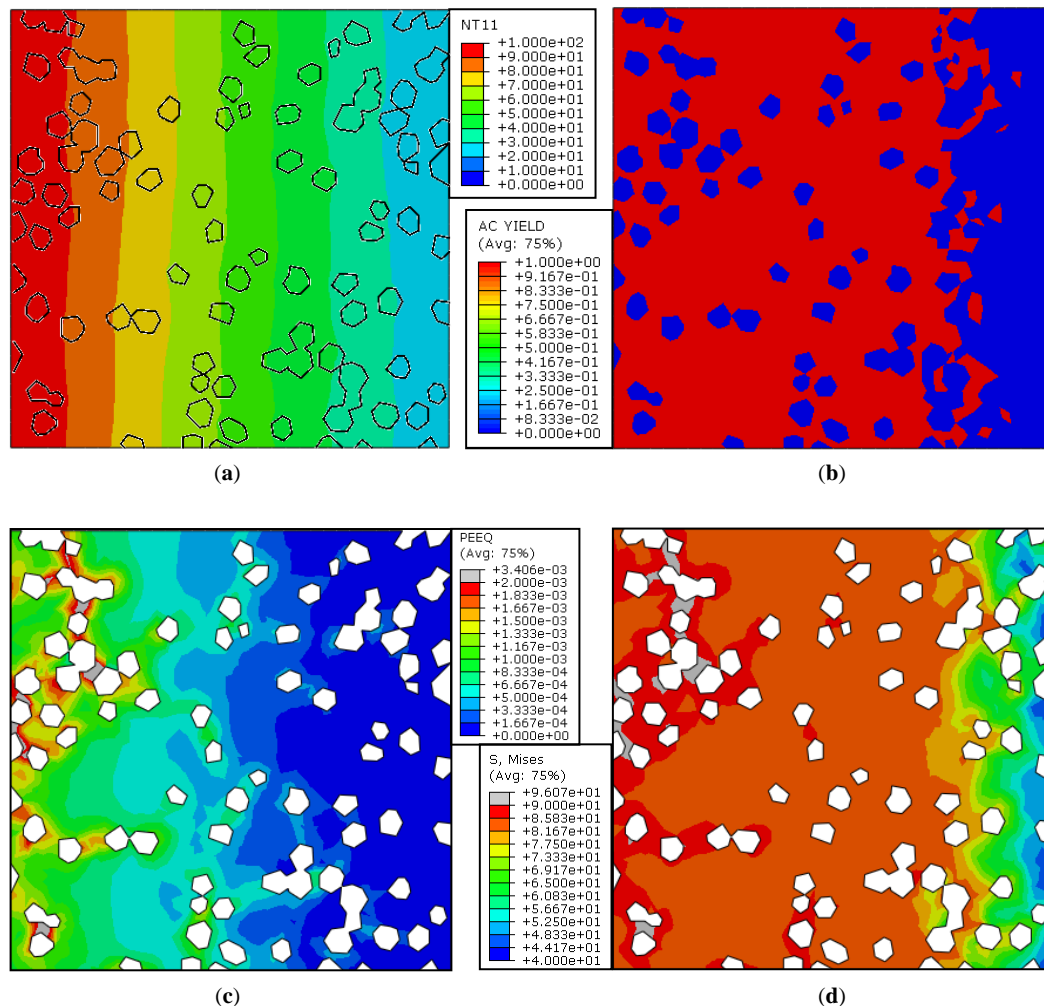 NT11
+1.000e+02
+9.000e+01
+8.000e+01
+7.000e+01
+6.000e+01
+5.000e+01
+4.000e+01
+3.000e+01
+2.000e+01
+1.000e+01
+0.000e+00
AC YIELD
(Avg: 75%)
+1.000e+00
+9.167e-01
+8.333e-01
+7.500e-01
+6.667e-01
+5.833e-01
+5.000e-01
+4.167e-01
+3.333e-01
+2.500e-01
+1.667e-01
+8.333e-02
+0.000e+00
(a)
(b)
PEEQ
(Avg: 75%)
+3.406e-03
+2.000e-03
+1.833e-03
+1.667e-03
+1.500e-03
+1.333e-03
+1.167e-03
+1.000e-03
+8.334e-04
+6.667e-04
+5.000e-04
+3.333e-04
+1.667e-04
+0.000e+00
S, Mises
(Avg: 75%)
+9.607e+01
+9.000e+01
+8.583e+01
+8.167e+01
+7.750e+01
+7.333e+01
+6.917e+01
+6.500e+01
+6.083e+01
+5.667e+01
+5.250e+01
+4.833e+01
+4.417e+01
+4.000e+01
(c)
(d)